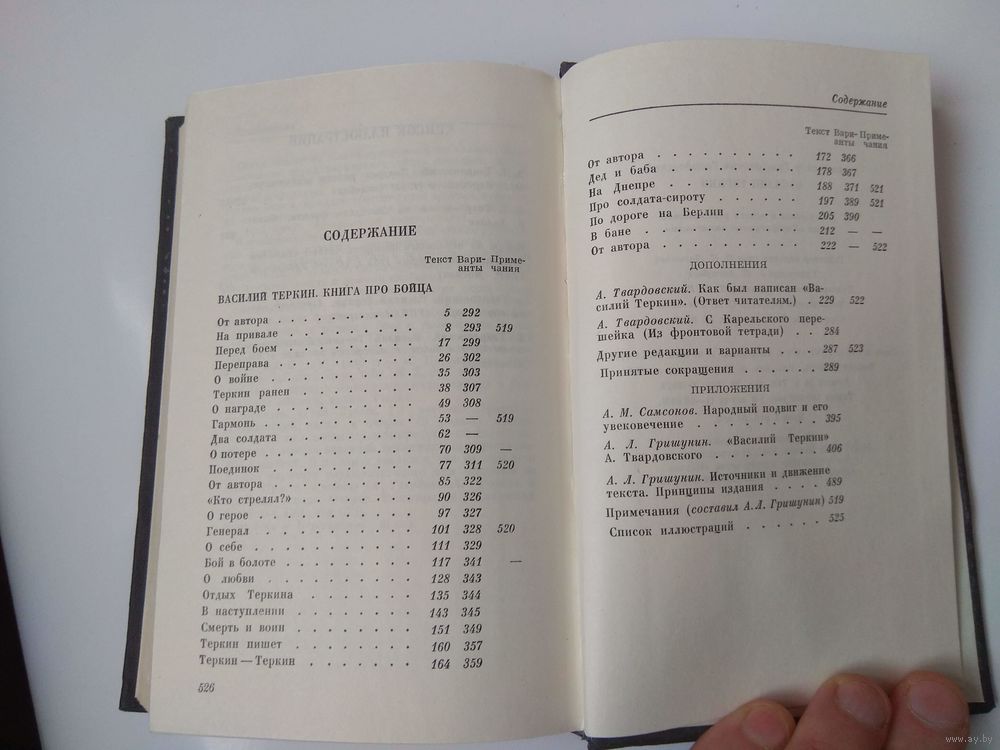 СОДЕРЖАНИЕ
Текст Вари- Приме-
анты чания
ВАСИЛИЙ ТЕРКИН. КНИГА ПРО БОЙЦА
От автора . . . . . . . . . 5 292
На привале . . . . . . . . . 8 293 519
Перед боем . . . . . . . . . 17 299
Переправа . . . . . . . . . 26 302
О войне . . . . . . . . . 35 303
Теркин ранен . . . . . . . . 38 307
О награде . . . . . . . . . 49 308
Гармонь . . . . . . . . . 53 — 519
Два солдата . . . . . . . . 62 —
О потере . . . . . . . . . 70 309 —
Поединок . . . . . . . . . 77 311 520
От автора . . . . . . . . . 85 322
«Кто стрелял?» . . . . . . . . 90 326
О герое . . . . . . . . . 97 327
Генерал . . . . . . . . . 101 328 520
О себе . . . . . . . . . 111 329
Бой в болоте . . . . . . . . 117 341 —
О любви . . . . . . . . . 128 343
Отдых Теркина . . . . . . . 135 344
В наступлении . . . . . . . 143 345
Смерть и воин . . . . . . . 151 349
Теркин пишет . . . . . . . 160 357
Теркин — Теркин . . . . . . 164 359
526
Содержание
Текст Вари- Приме-
анты чания
От автора . . . . . . . . . 172 366
Дед и баба . . . . . . . . . 178 367
На Днепре . . . . . . . . . 188 371 521
Про солдата-сироту . . . . . . 197 389 521
По дороге на Берлин . . . . . 205 390
В бане . . . . . . . . . . 212 — —
От автора . . . . . . . . . 222 — 522
ДОПОЛНЕНИЯ
А. Твардовский. Как был написан «Ва-
силий Теркин». (Ответ читателям.) . 229 522
А. Твардовский. С Карельского пере-
шейка (Из фронтовой тетради) . . 284
Другие редакции и варианты . . . 287 523
Принятые сокращения . . . . . . 289
ПРИЛОЖЕНИЯ
А. М. Самсонов. Народный подвиг и его
увековечение . . . . . . . . . 395
А. Л. Гришунин. «Василий Теркин»
А. Твардовского . . . . . . . . 406
А. Л. Гришунин. Источники и движение
текста. Принципы издания . . . . 489
Примечания (составил А.Л. Гришунин) 519
Список иллюстраций . . . . . . 525
www.ay.by